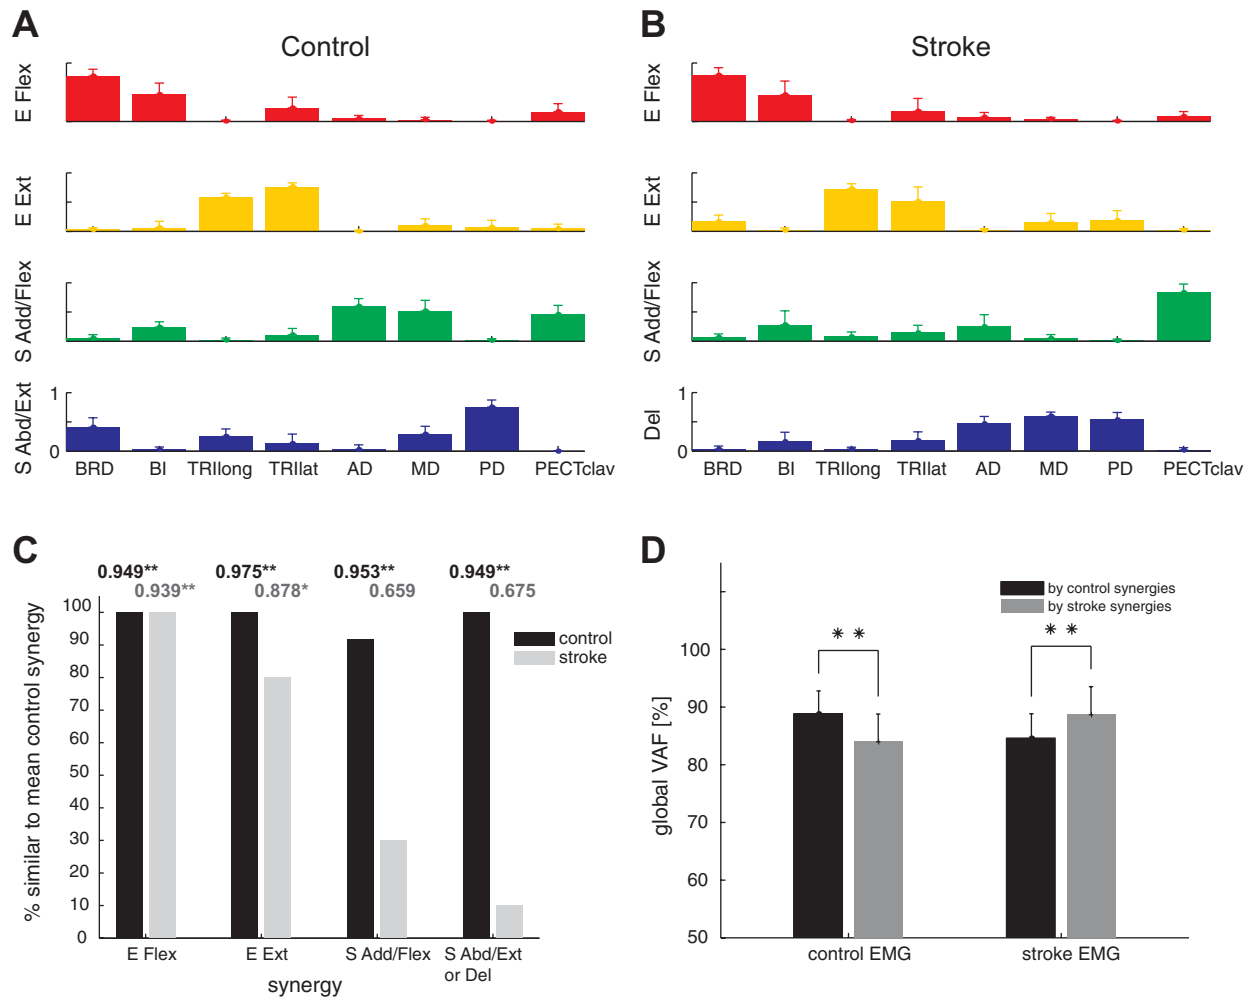 A
Control
E Flex
E Ext
S Add/Flex
S Abd/Ext
1
0
BRD BI TRIlong TRIlat AD MD PD PECTclav
B
Stroke
E Flex
E Ext
S Add/Flex
Del
1
0
BRD BI TRIlong TRIlat AD MD PD PECTclav
C
0.949** 0.975** 0.953** 0.949**
0.939** 0.878* 0.659 0.675
% similar to mean control synergy
100
90
80
70
60
50
40
30
20
10
0
control
stroke
E Flex E Ext S Add/Flex S Abd/Ext
or Del
synergy
D
by control synergies
by stroke synergies
* * * *
global VAF [%]
100
90
80
70
60
50
control EMG stroke EMG